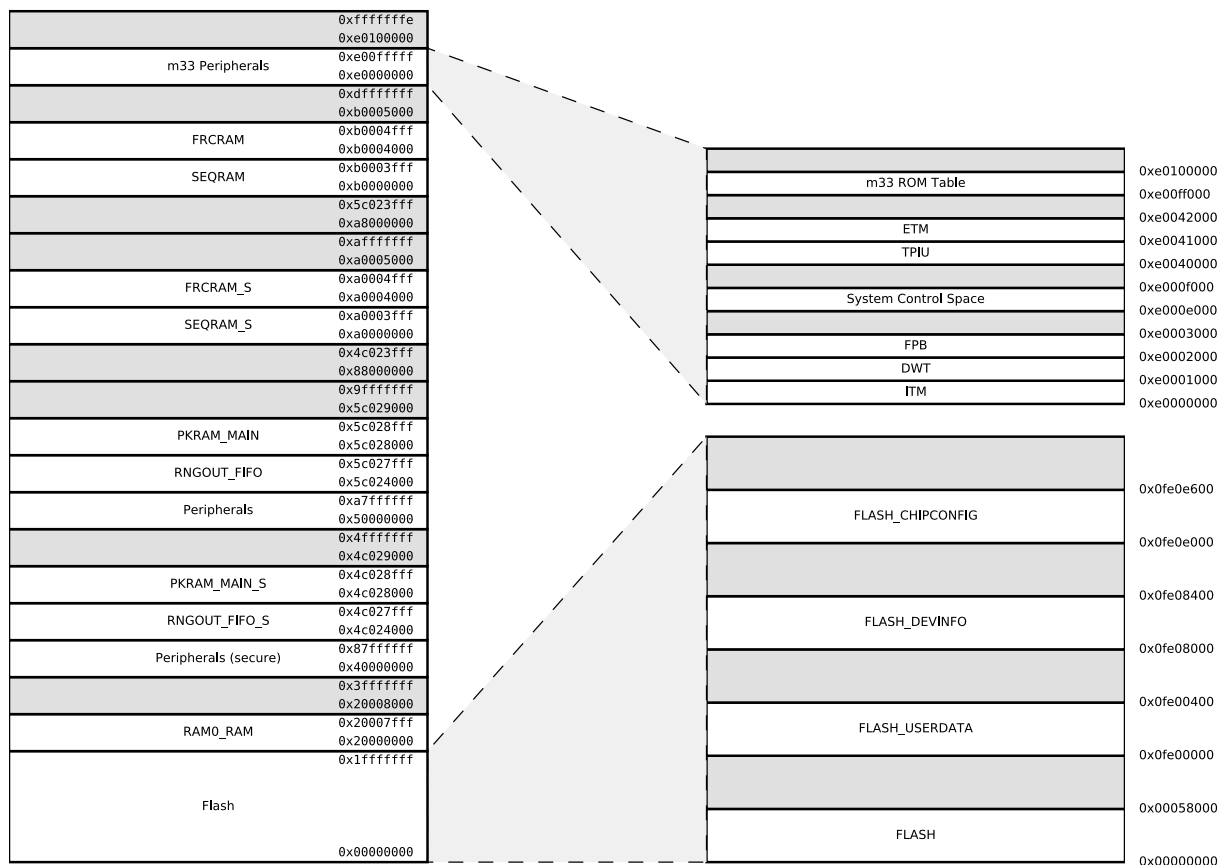 0xfffffffe
0xe0100000
m33 Peripherals
0xe00fffff
0xe0000000
0xdfffffff
0xb0005000
FRCRAM
0xb0004fff
0xb0004000
SEQRAM
0xb0003fff
0xb0000000
0x5c023fff
0xa8000000
0xafffffff
0xa0005000
FRCRAM_S
0xa0004fff
0xa0004000
SEQRAM_S
0xa0003fff
0xa0000000
0x4c023fff
0x88000000
0x9fffffff
0x5c029000
PKRAM_MAIN
0x5c028fff
0x5c028000
RNGOUT_FIFO
0x5c027fff
0x5c024000
Peripherals
0xa7ffffff
0x50000000
0x4fffffff
0x4c029000
PKRAM_MAIN_S
0x4c028fff
0x4c028000
RNGOUT_FIFO_S
0x4c027fff
0x4c024000
Peripherals (secure)
0x87ffffff
0x40000000
0x3fffffff
0x20008000
RAM0_RAM
0x20007fff
0x20000000
0x1fffffff
Flash
0x00000000
0xe0100000
m33 ROM Table
0xe00ff000
0xe0042000
ETM
0xe0041000
TPIU
0xe0040000
0xe000f000
System Control Space
0xe000e000
0xe0003000
FPB
0xe0002000
DWT
0xe0001000
ITM
0xe0000000
0x0fe0e600
FLASH_CHIPCONFIG
0x0fe0e000
0x0fe08400
FLASH_DEVINFO
0x0fe08000
0x0fe00400
FLASH_USERDATA
0x0fe00000
0x00058000
FLASH
0x00000000